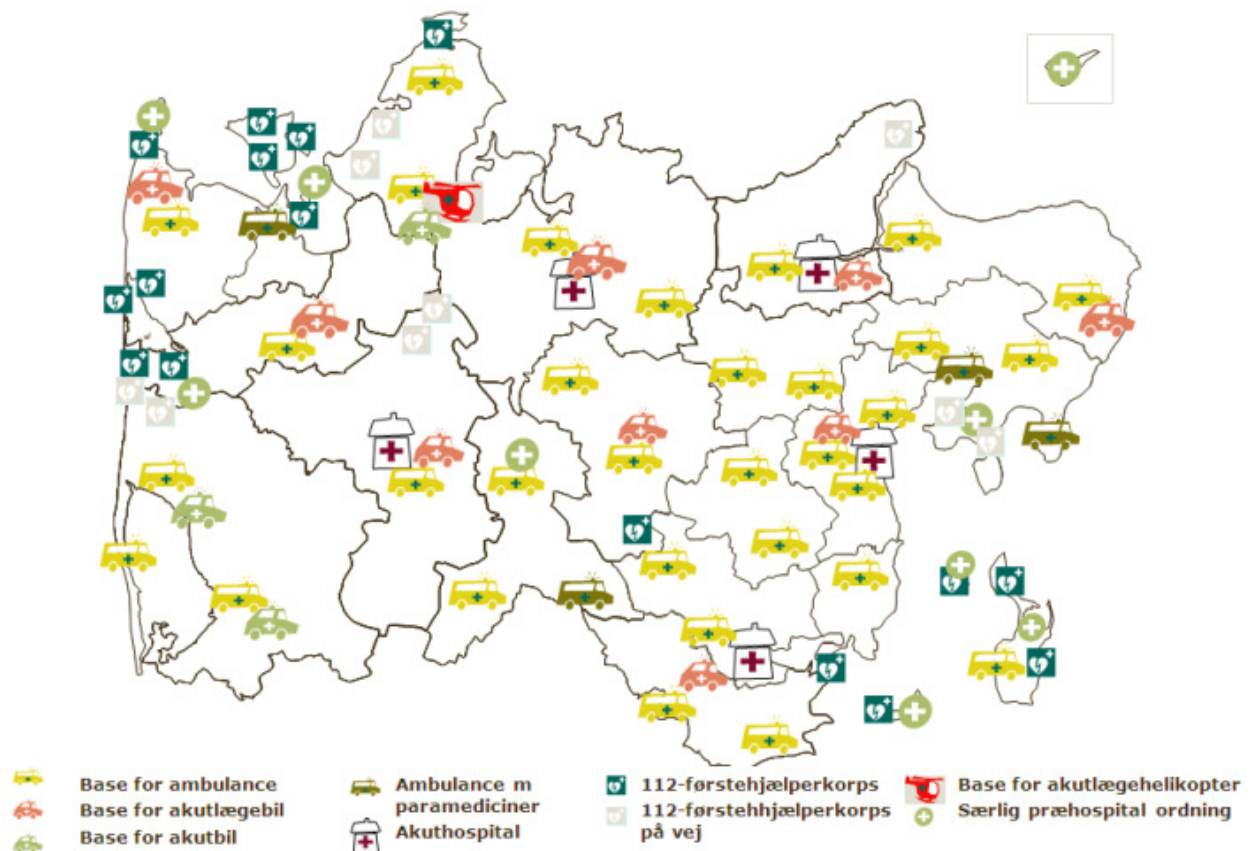 Base for ambulance
Base for akutlægebil
Base for akutbil
Ambulance m
paramediciner
Akuthospital
112-førstehjælperkorps
112-førstehhjælperkorps
på vej
Base for akutlægehelikopter
Særlig præhospital ordning